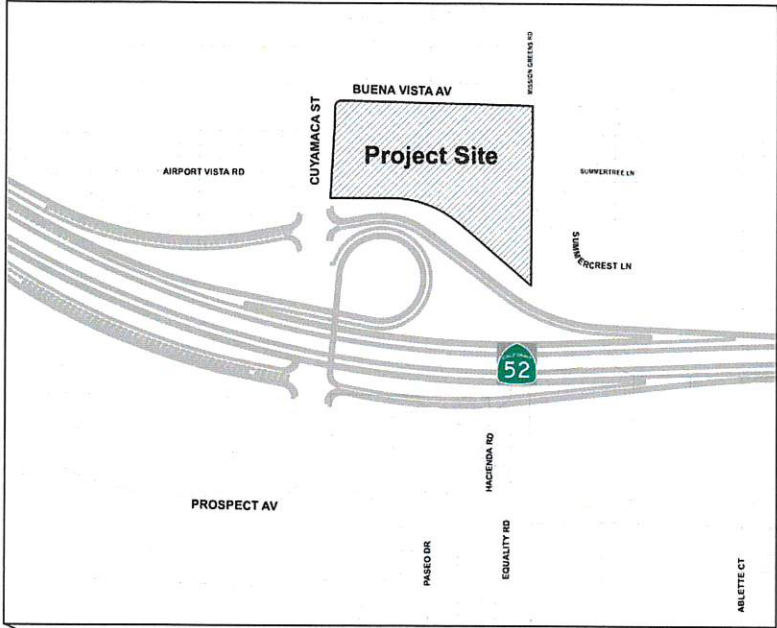 MISSION GREENS RD
BUENA VISTA AV
CUYAMACA ST
Project Site
AIRPORT VISTA RD
SUMMERTREE LN
SUMMERCREST LN
CALIFORNIA
52
HACIENDA RD
PROSPECT AV
PASEO DR
EQUALITY RD
ABLETTE CT